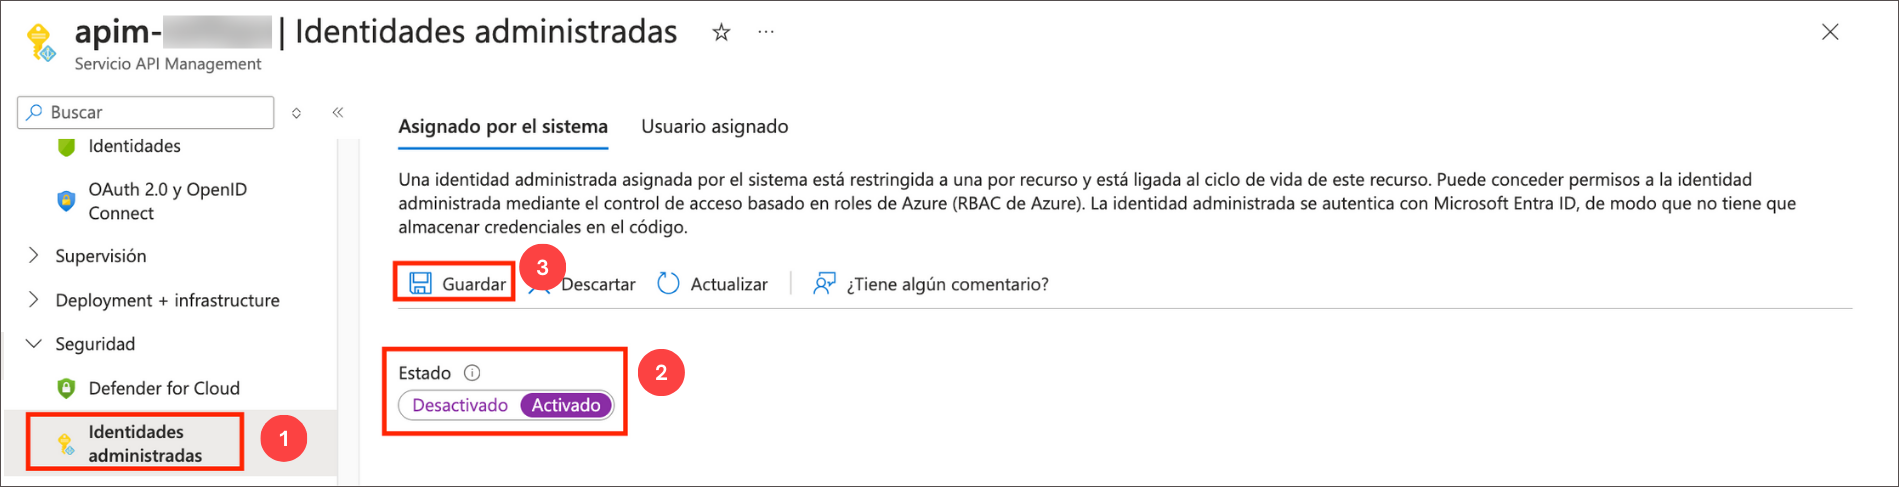 apim- | Identidades administradas
Servicio API Management
Buscar
Identidades
OAuth 2.0 y OpenID
Connect
Supervisión
Deployment + infrastructure
Seguridad
Defender for Cloud
Identidades
administradas
1
Asignado por el sistema Usuario asignado
Una identidad administrada asignada por el sistema está restringida a una por recurso y está ligada al ciclo de vida de este recurso. Puede conceder permisos a la identidad
administrada mediante el control de acceso basado en roles de Azure (RBAC de Azure). La identidad administrada se autentica con Microsoft Entra ID, de modo que no tiene que
almacenar credenciales en el código.
Guardar 3 Descartar Actualizar ¿Tiene algún comentario?
Estado
2
Desactivado Activado